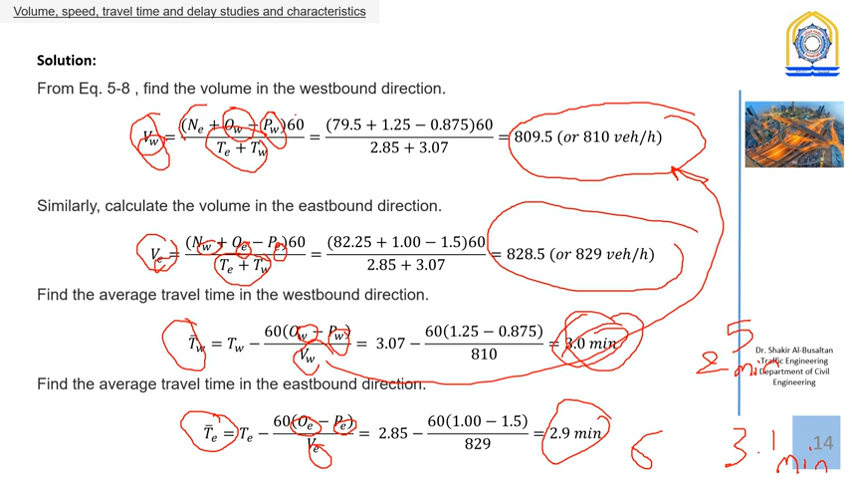 Volume, speed, travel time and delay studies and characteristics
Solution:
From Eq. 5-8 , find the volume in the westbound direction.
V_w = (N_e + O_w − P_w)60 / (T_e + T_w) = (79.5 + 1.25 − 0.875)60 / (2.85 + 3.07) = 809.5 (or 810 veh/h)
Similarly, calculate the volume in the eastbound direction.
V_e = (N_w + O_e − P_e)60 / (T_e + T_w) = (82.25 + 1.00 − 1.5)60 / (2.85 + 3.07) = 828.5 (or 829 veh/h)
Find the average travel time in the westbound direction.
T̄_w = T_w − 60(O_w − P_w) / V_w = 3.07 − 60(1.25 − 0.875) / 810 = 3.0 min
Find the average travel time in the eastbound direction.
T̄_e = T_e − 60(O_e − P_e) / V_e = 2.85 − 60(1.00 − 1.5) / 829 = 2.9 min
5
2 min
Dr. Shakir Al-Busaltan
Traffic Engineering
Department of Civil
Engineering
3.1
min
14